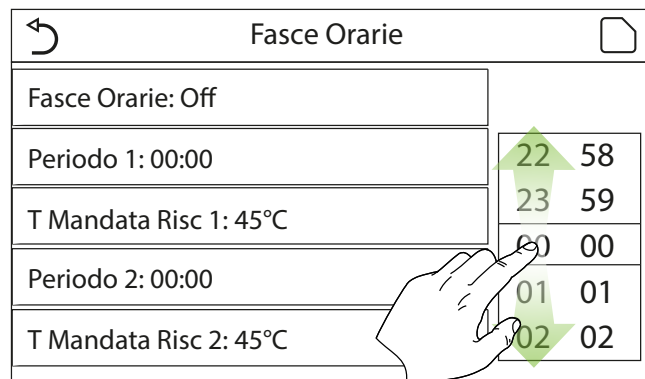 Fasce Orarie
Fasce Orarie: Off
Periodo 1: 00:00
T Mandata Risc 1: 45°C
Periodo 2: 00:00
T Mandata Risc 2: 45°C
22 58
23 59
00 00
01 01
02 02